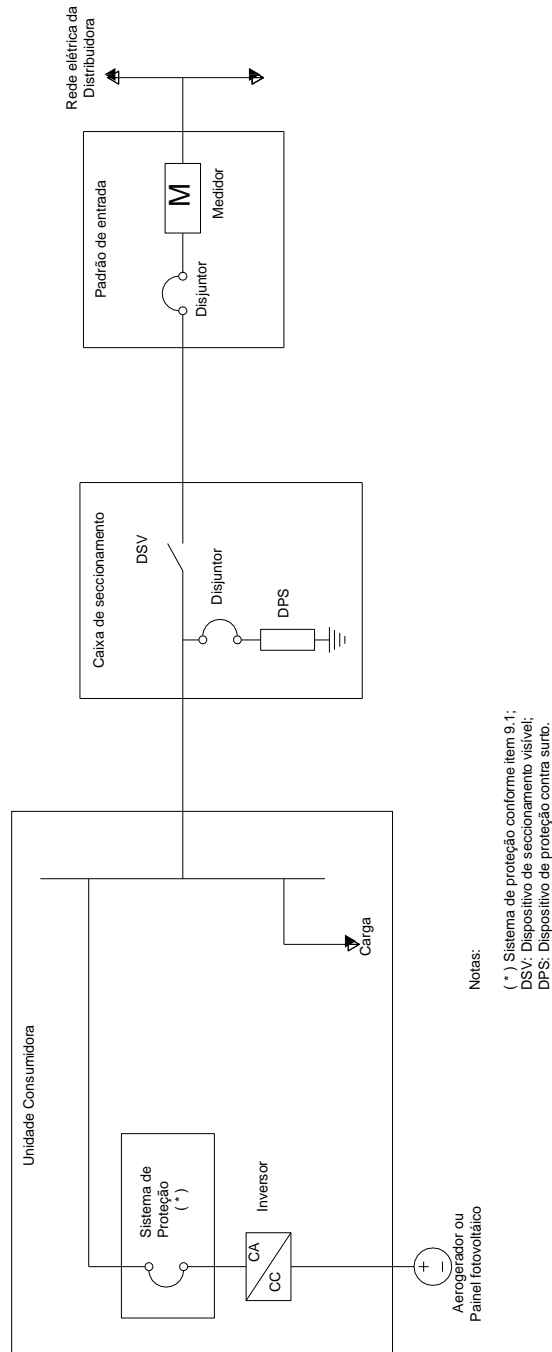 Rede elétrica da
Distribuidora
Padrão de entrada
M
Medidor
Disjuntor
Caixa de seccionamento
DSV
Disjuntor
DPS
Unidade Consumidora
Carga
Sistema de
Proteção
( * )
Inversor
CA
CC
+
−
Aerogerador ou
Painel fotovoltáico
Notas:
( * ) Sistema de proteção conforme item 9.1;
DSV: Dispositivo de seccionamento visível;
DPS: Dispositivo de proteção contra surto.